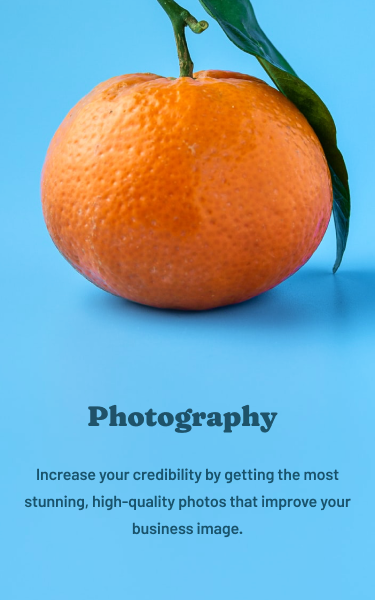 Photography
Increase your credibility by getting the most
stunning, high-quality photos that improve your
business image.